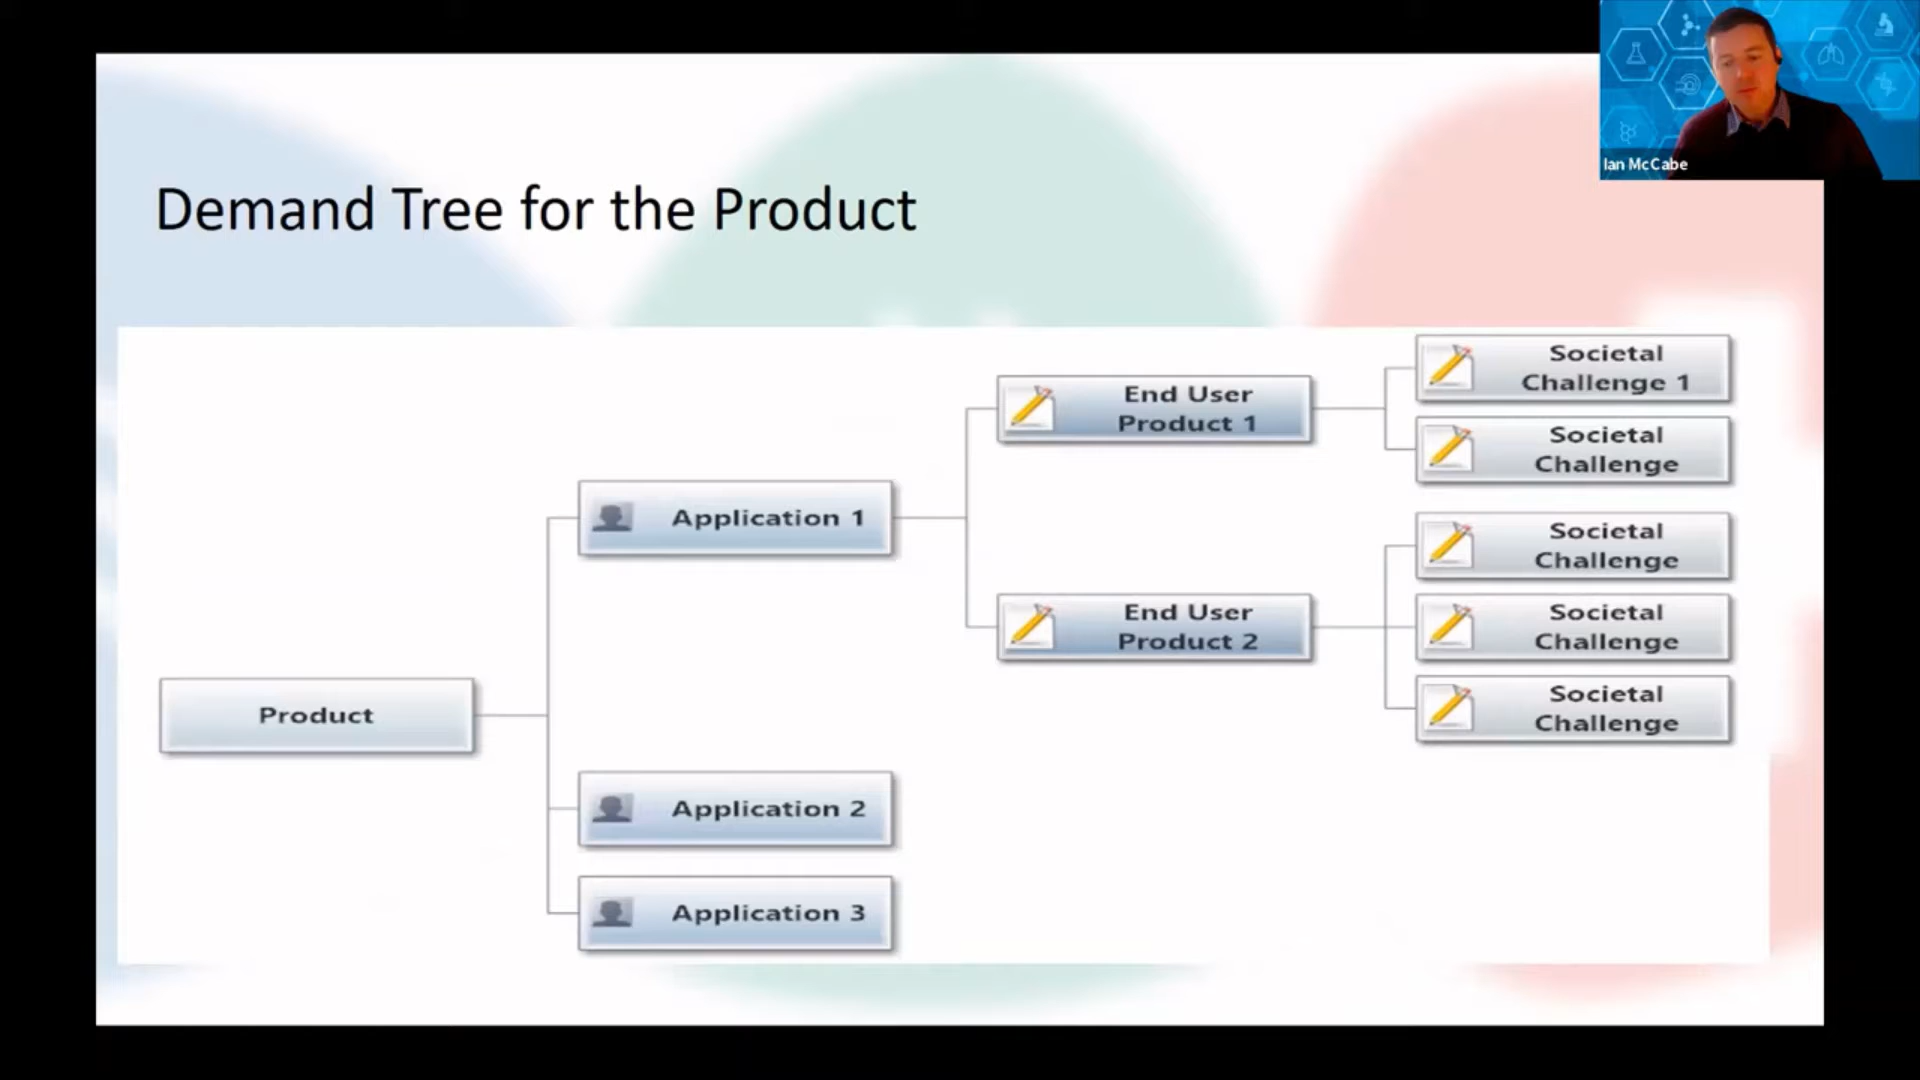 Ian McCabe
Demand Tree for the Product
Product
Application 1
Application 2
Application 3
End User
Product 1
End User
Product 2
Societal
Challenge 1
Societal
Challenge
Societal
Challenge
Societal
Challenge
Societal
Challenge